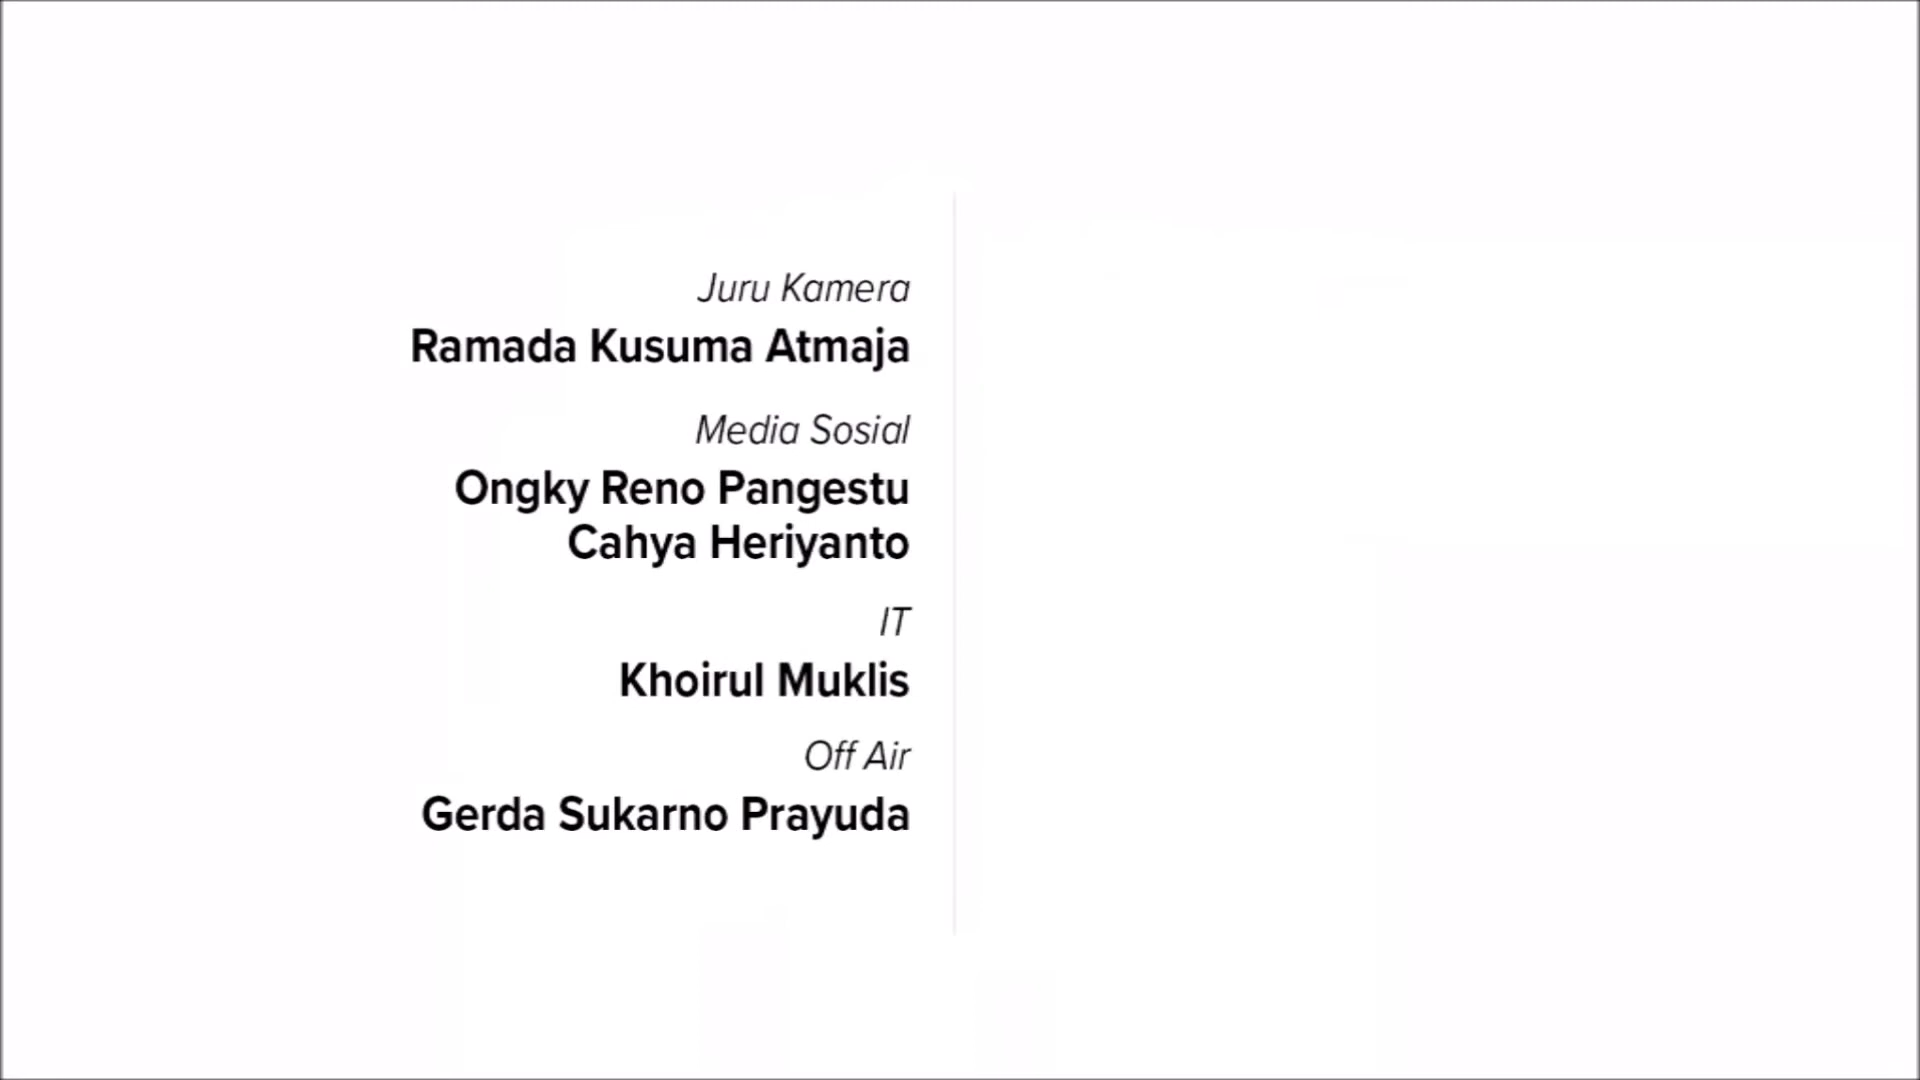 Juru Kamera
Ramada Kusuma Atmaja
Media Sosial
Ongky Reno Pangestu
Cahya Heriyanto
IT
Khoirul Muklis
Off Air
Gerda Sukarno Prayuda